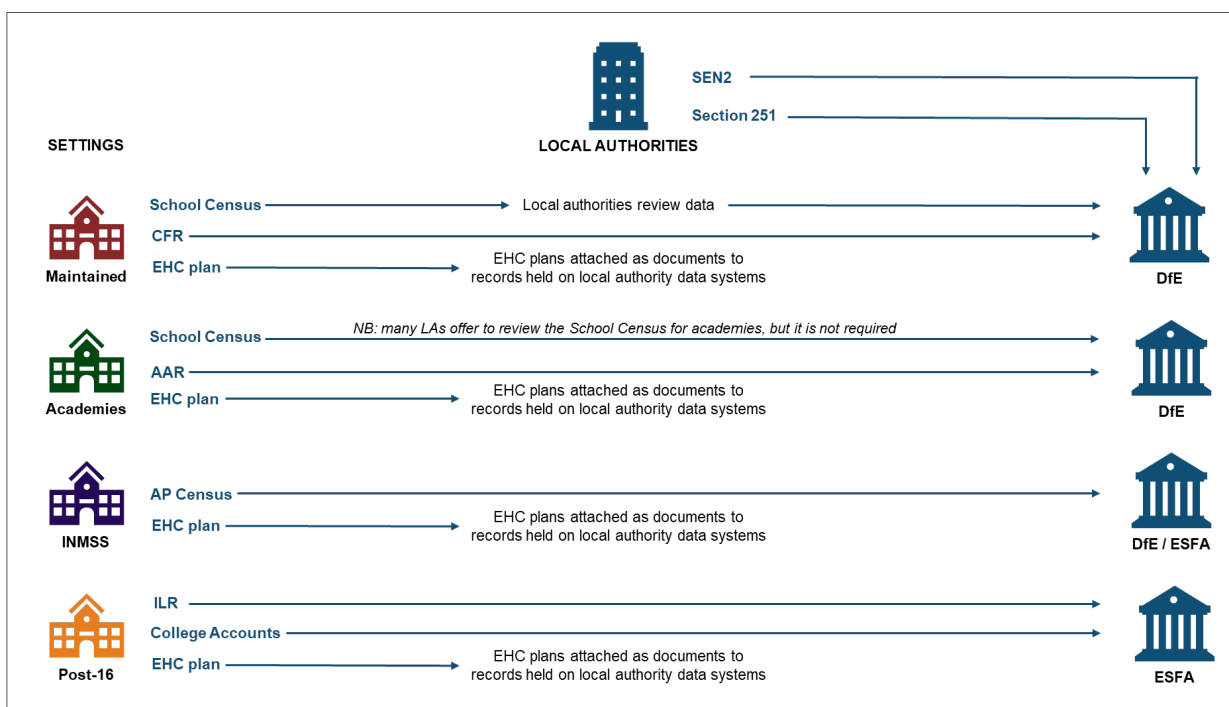 SEN2
Section 251
SETTINGS
LOCAL AUTHORITIES
School Census
Local authorities review data
CFR
EHC plan
EHC plans attached as documents to
records held on local authority data systems
Maintained
DfE
NB: many LAs offer to review the School Census for academies, but it is not required
School Census
AAR
EHC plan
EHC plans attached as documents to
records held on local authority data systems
Academies
DfE
AP Census
EHC plan
EHC plans attached as documents to
records held on local authority data systems
INMSS
DfE / ESFA
ILR
College Accounts
EHC plan
EHC plans attached as documents to
records held on local authority data systems
Post-16
ESFA